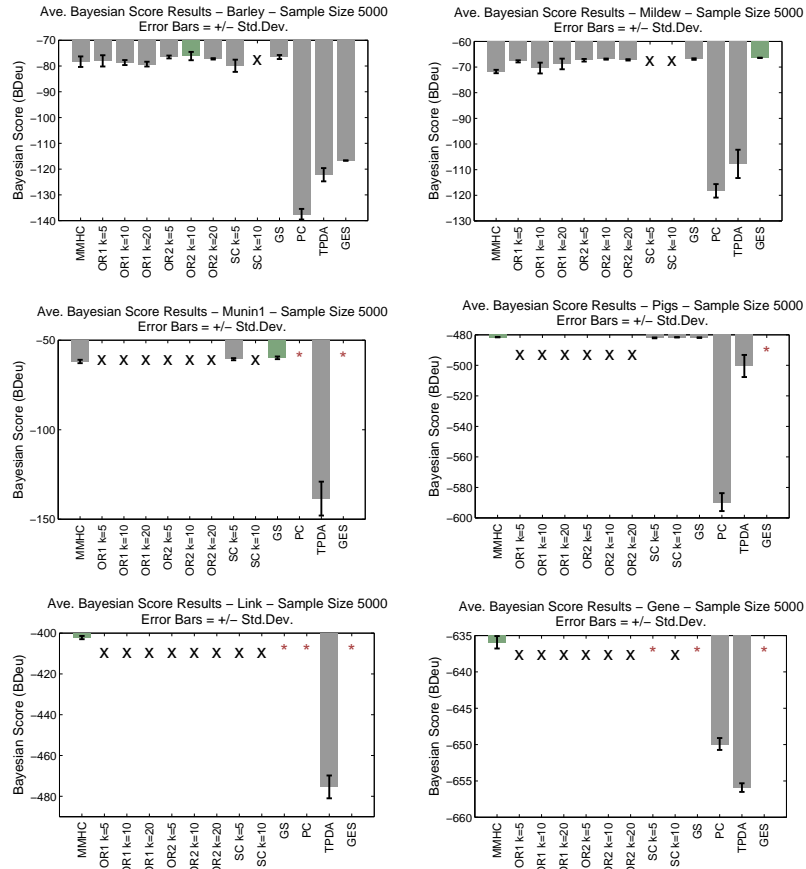 Ave. Bayesian Score Results − Barley − Sample Size 5000
Error Bars = +/− Std.Dev.
Bayesian Score (BDeu)
−70
−80
−90
−100
−110
−120
−130
−140
MMHC
OR1 k=5
OR1 k=10
OR1 k=20
OR2 k=5
OR2 k=10
OR2 k=20
SC k=5
SC k=10
GS
PC
TPDA
GES
X
Ave. Bayesian Score Results − Mildew − Sample Size 5000
Error Bars = +/− Std.Dev.
Bayesian Score (BDeu)
−60
−70
−80
−90
−100
−110
−120
−130
X X
MMHC
OR1 k=5
OR1 k=10
OR1 k=20
OR2 k=5
OR2 k=10
OR2 k=20
SC k=5
SC k=10
GS
PC
TPDA
GES
Ave. Bayesian Score Results − Munin1 − Sample Size 5000
Error Bars = +/− Std.Dev.
Bayesian Score (BDeu)
−50
−100
−150
X X X X X X X * *
MMHC
OR1 k=5
OR1 k=10
OR1 k=20
OR2 k=5
OR2 k=10
OR2 k=20
SC k=5
SC k=10
GS
PC
TPDA
GES
Ave. Bayesian Score Results − Pigs − Sample Size 5000
Error Bars = +/− Std.Dev.
Bayesian Score (BDeu)
−480
−500
−520
−540
−560
−580
−600
X X X X X X *
MMHC
OR1 k=5
OR1 k=10
OR1 k=20
OR2 k=5
OR2 k=10
OR2 k=20
SC k=5
SC k=10
GS
PC
TPDA
GES
Ave. Bayesian Score Results − Link − Sample Size 5000
Error Bars = +/− Std.Dev.
Bayesian Score (BDeu)
−400
−420
−440
−460
−480
X X X X X X X X * * *
MMHC
OR1 k=5
OR1 k=10
OR1 k=20
OR2 k=5
OR2 k=10
OR2 k=20
SC k=5
SC k=10
GS
PC
TPDA
GES
Ave. Bayesian Score Results − Gene − Sample Size 5000
Error Bars = +/− Std.Dev.
Bayesian Score (BDeu)
−635
−640
−645
−650
−655
−660
X X X X X X * X * *
MMHC
OR1 k=5
OR1 k=10
OR1 k=20
OR2 k=5
OR2 k=10
OR2 k=20
SC k=5
SC k=10
GS
PC
TPDA
GES